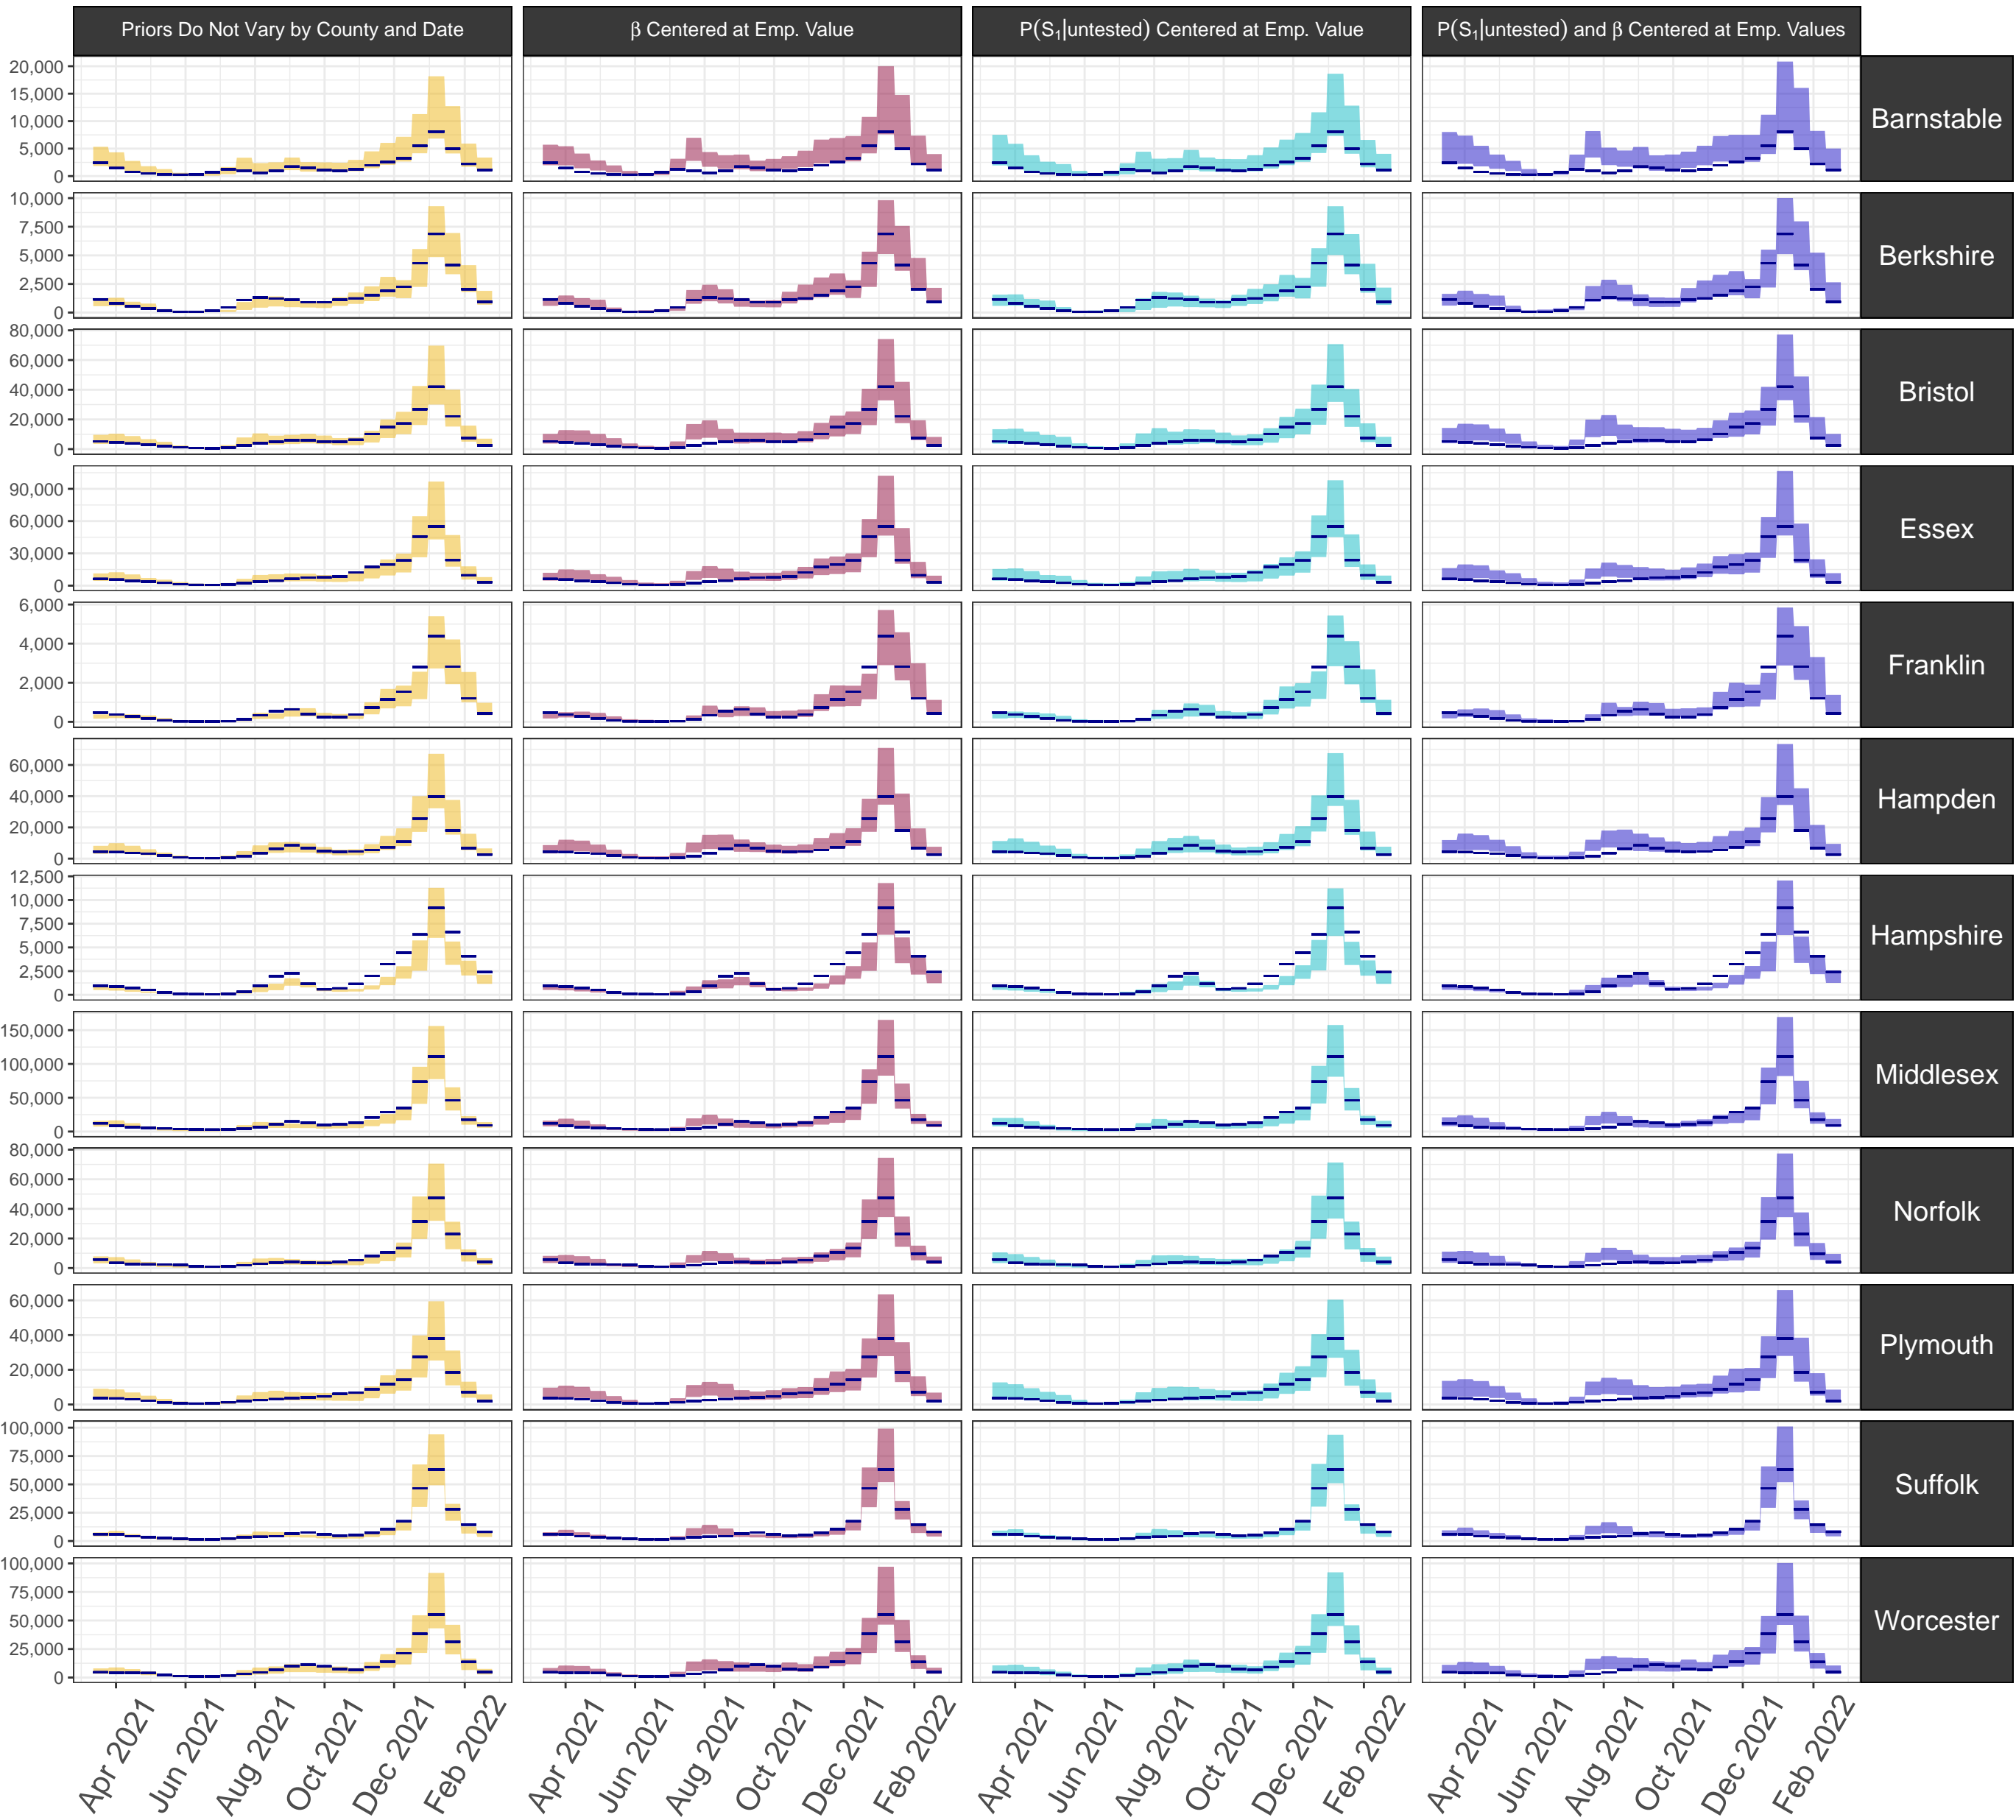 Priors Do Not Vary by County and Date
β Centered at Emp. Value
P(S₁|untested) Centered at Emp. Value
P(S₁|untested) and β Centered at Emp. Values
20,000
15,000
10,000
5,000
0
Barnstable
10,000
7,500
5,000
2,500
0
Berkshire
80,000
60,000
40,000
20,000
0
Bristol
90,000
60,000
30,000
0
Essex
6,000
4,000
2,000
0
Franklin
60,000
40,000
20,000
0
Hampden
12,500
10,000
7,500
5,000
2,500
0
Hampshire
150,000
100,000
50,000
0
Middlesex
80,000
60,000
40,000
20,000
0
Norfolk
60,000
40,000
20,000
0
Plymouth
100,000
75,000
50,000
25,000
0
Suffolk
100,000
75,000
50,000
25,000
0
Worcester
Apr 2021
Jun 2021
Aug 2021
Oct 2021
Dec 2021
Feb 2022
Apr 2021
Jun 2021
Aug 2021
Oct 2021
Dec 2021
Feb 2022
Apr 2021
Jun 2021
Aug 2021
Oct 2021
Dec 2021
Feb 2022
Apr 2021
Jun 2021
Aug 2021
Oct 2021
Dec 2021
Feb 2022